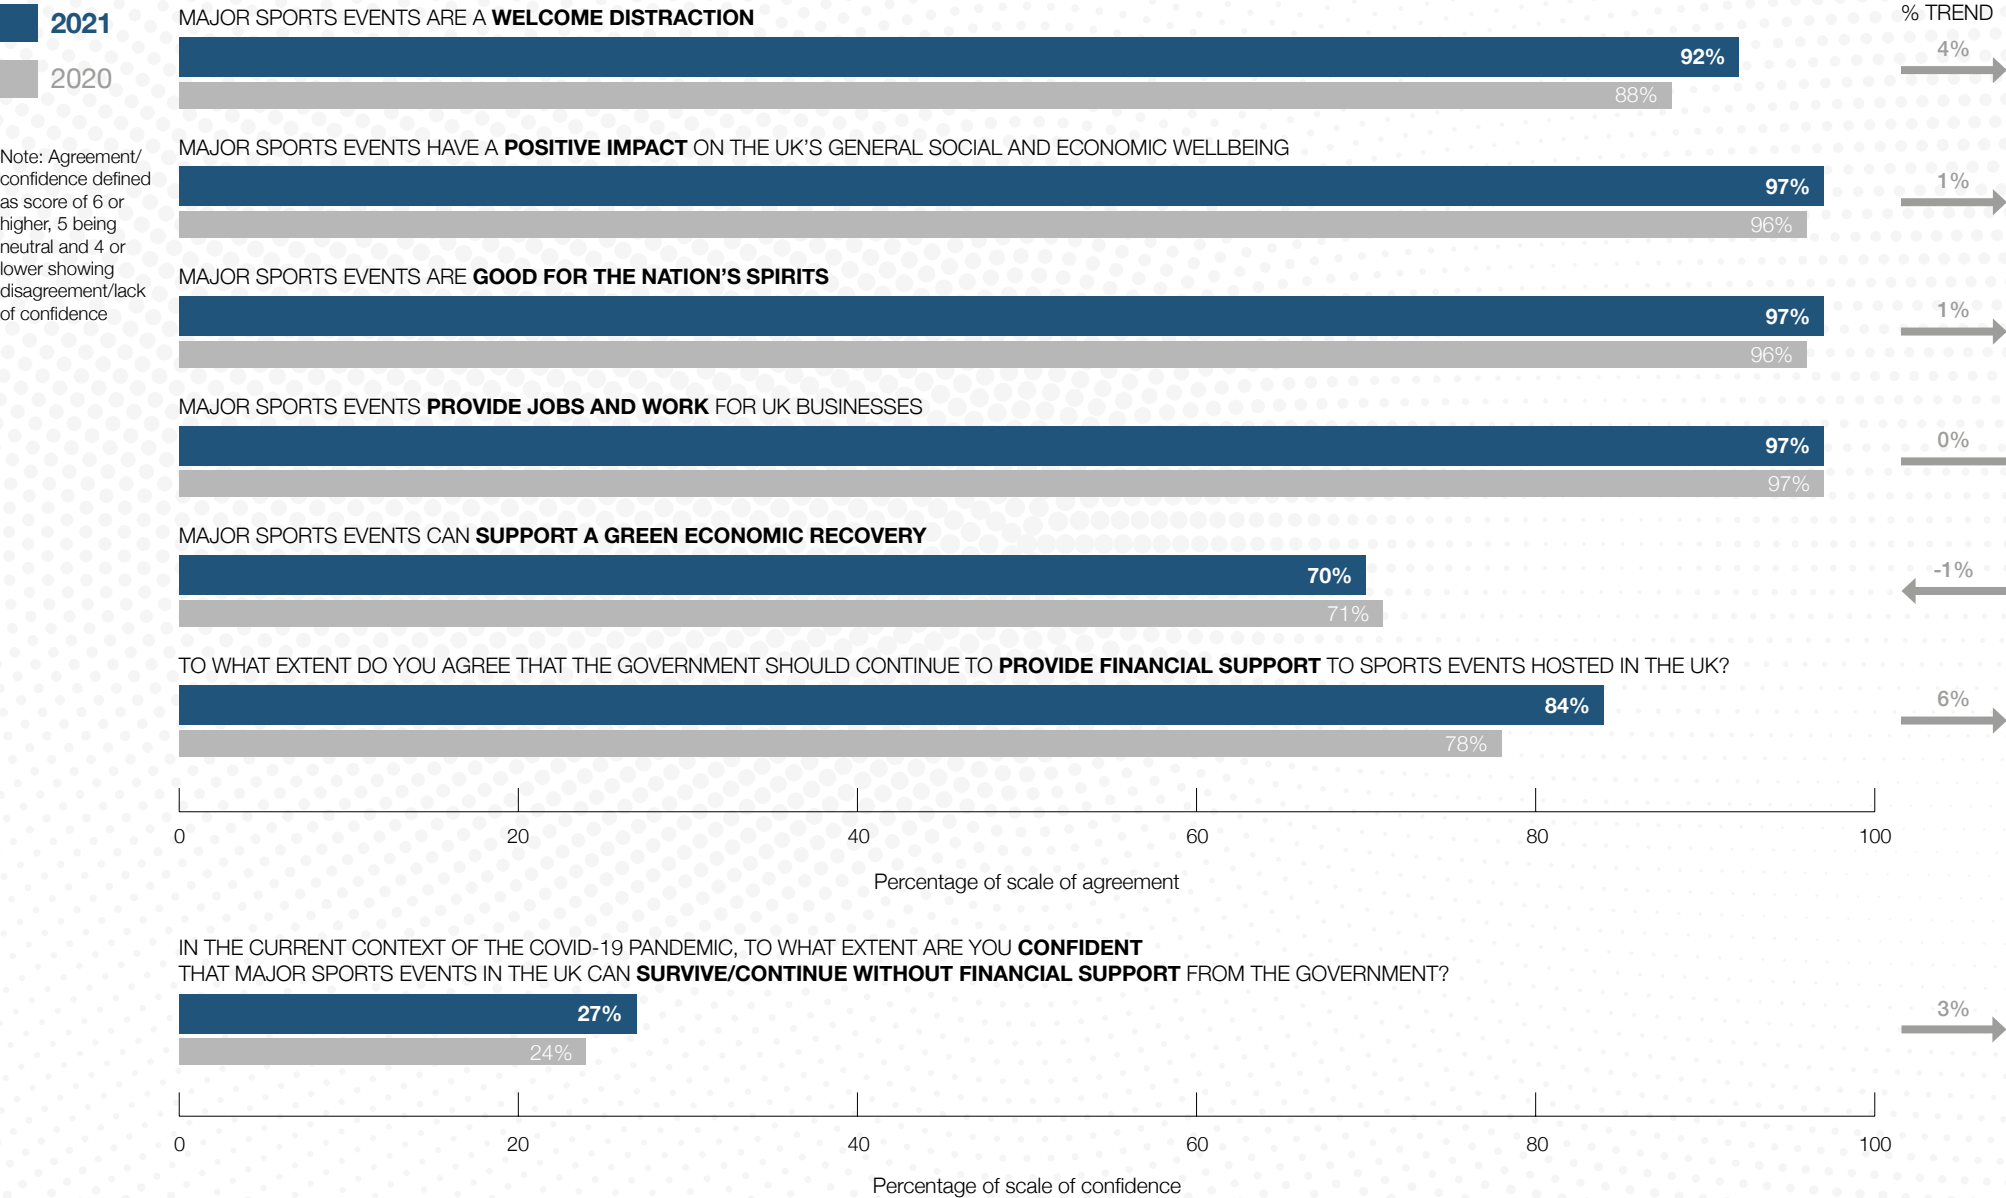 2021
2020
Note: Agreement/
confidence defined
as score of 6 or
higher, 5 being
neutral and 4 or
lower showing
disagreement/lack
of confidence
% TREND
MAJOR SPORTS EVENTS ARE A WELCOME DISTRACTION
92%
88%
4%
MAJOR SPORTS EVENTS HAVE A POSITIVE IMPACT ON THE UK'S GENERAL SOCIAL AND ECONOMIC WELLBEING
97%
96%
1%
MAJOR SPORTS EVENTS ARE GOOD FOR THE NATION'S SPIRITS
97%
96%
1%
MAJOR SPORTS EVENTS PROVIDE JOBS AND WORK FOR UK BUSINESSES
97%
97%
0%
MAJOR SPORTS EVENTS CAN SUPPORT A GREEN ECONOMIC RECOVERY
70%
71%
-1%
TO WHAT EXTENT DO YOU AGREE THAT THE GOVERNMENT SHOULD CONTINUE TO PROVIDE FINANCIAL SUPPORT TO SPORTS EVENTS HOSTED IN THE UK?
84%
78%
6%
0 20 40 60 80 100
Percentage of scale of agreement
IN THE CURRENT CONTEXT OF THE COVID-19 PANDEMIC, TO WHAT EXTENT ARE YOU CONFIDENT
THAT MAJOR SPORTS EVENTS IN THE UK CAN SURVIVE/CONTINUE WITHOUT FINANCIAL SUPPORT FROM THE GOVERNMENT?
27%
24%
3%
0 20 40 60 80 100
Percentage of scale of confidence